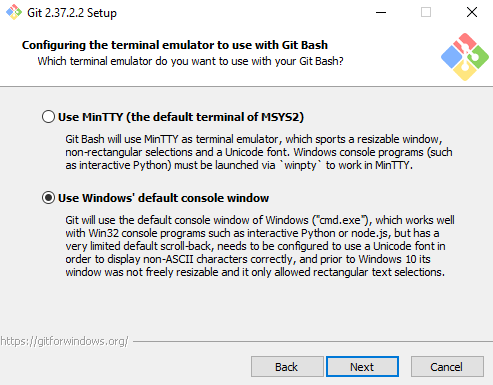 Git 2.37.2.2 Setup
Configuring the terminal emulator to use with Git Bash
Which terminal emulator do you want to use with your Git Bash?
Use MinTTY (the default terminal of MSYS2)
Git Bash will use MinTTY as terminal emulator, which sports a resizable window,
non-rectangular selections and a Unicode font. Windows console programs (such
as interactive Python) must be launched via `winpty` to work in MinTTY.
Use Windows' default console window
Git will use the default console window of Windows ("cmd.exe"), which works well
with Win32 console programs such as interactive Python or node.js, but has a
very limited default scroll-back, needs to be configured to use a Unicode font in
order to display non-ASCII characters correctly, and prior to Windows 10 its
window was not freely resizable and it only allowed rectangular text selections.
https://gitforwindows.org/
Back Next Cancel